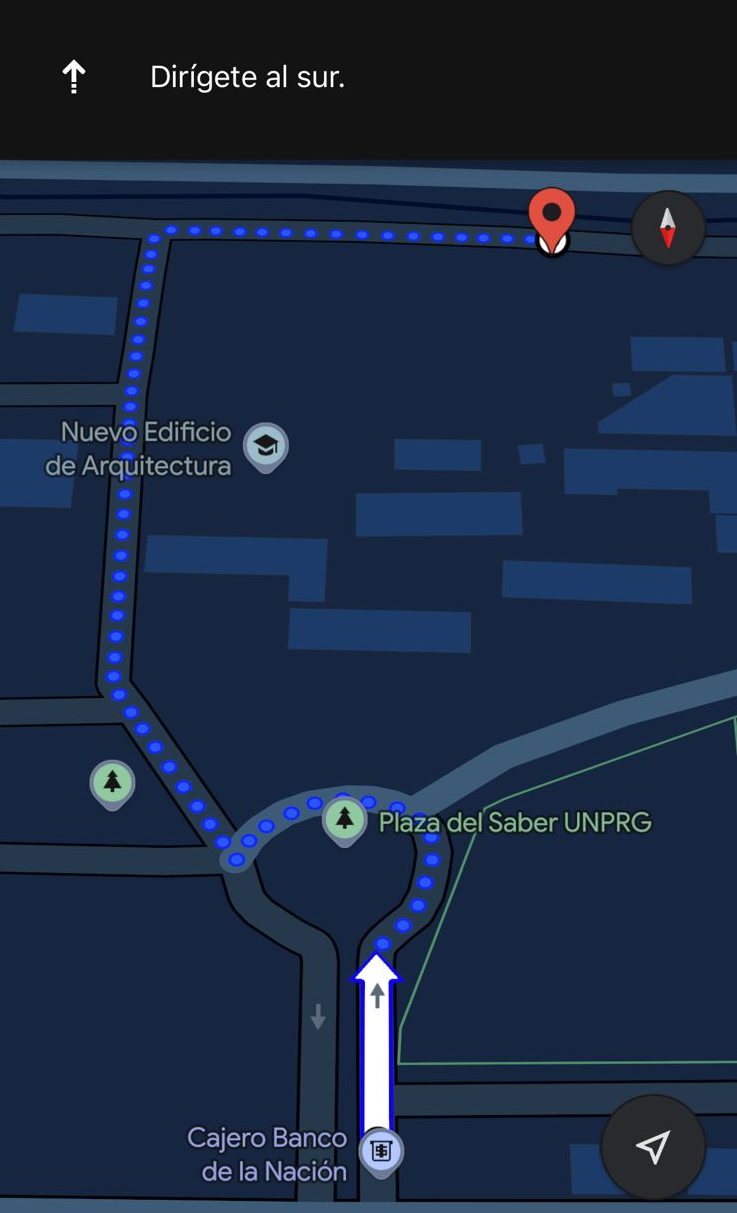 Dirígete al sur.
Nuevo Edificio
de Arquitectura
Plaza del Saber UNPRG
Cajero Banco
de la Nación